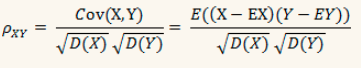 ρ_XY = Cov(X,Y) / (√D(X) √D(Y)) = E((X − EX)(Y − EY)) / (√D(X) √D(Y))